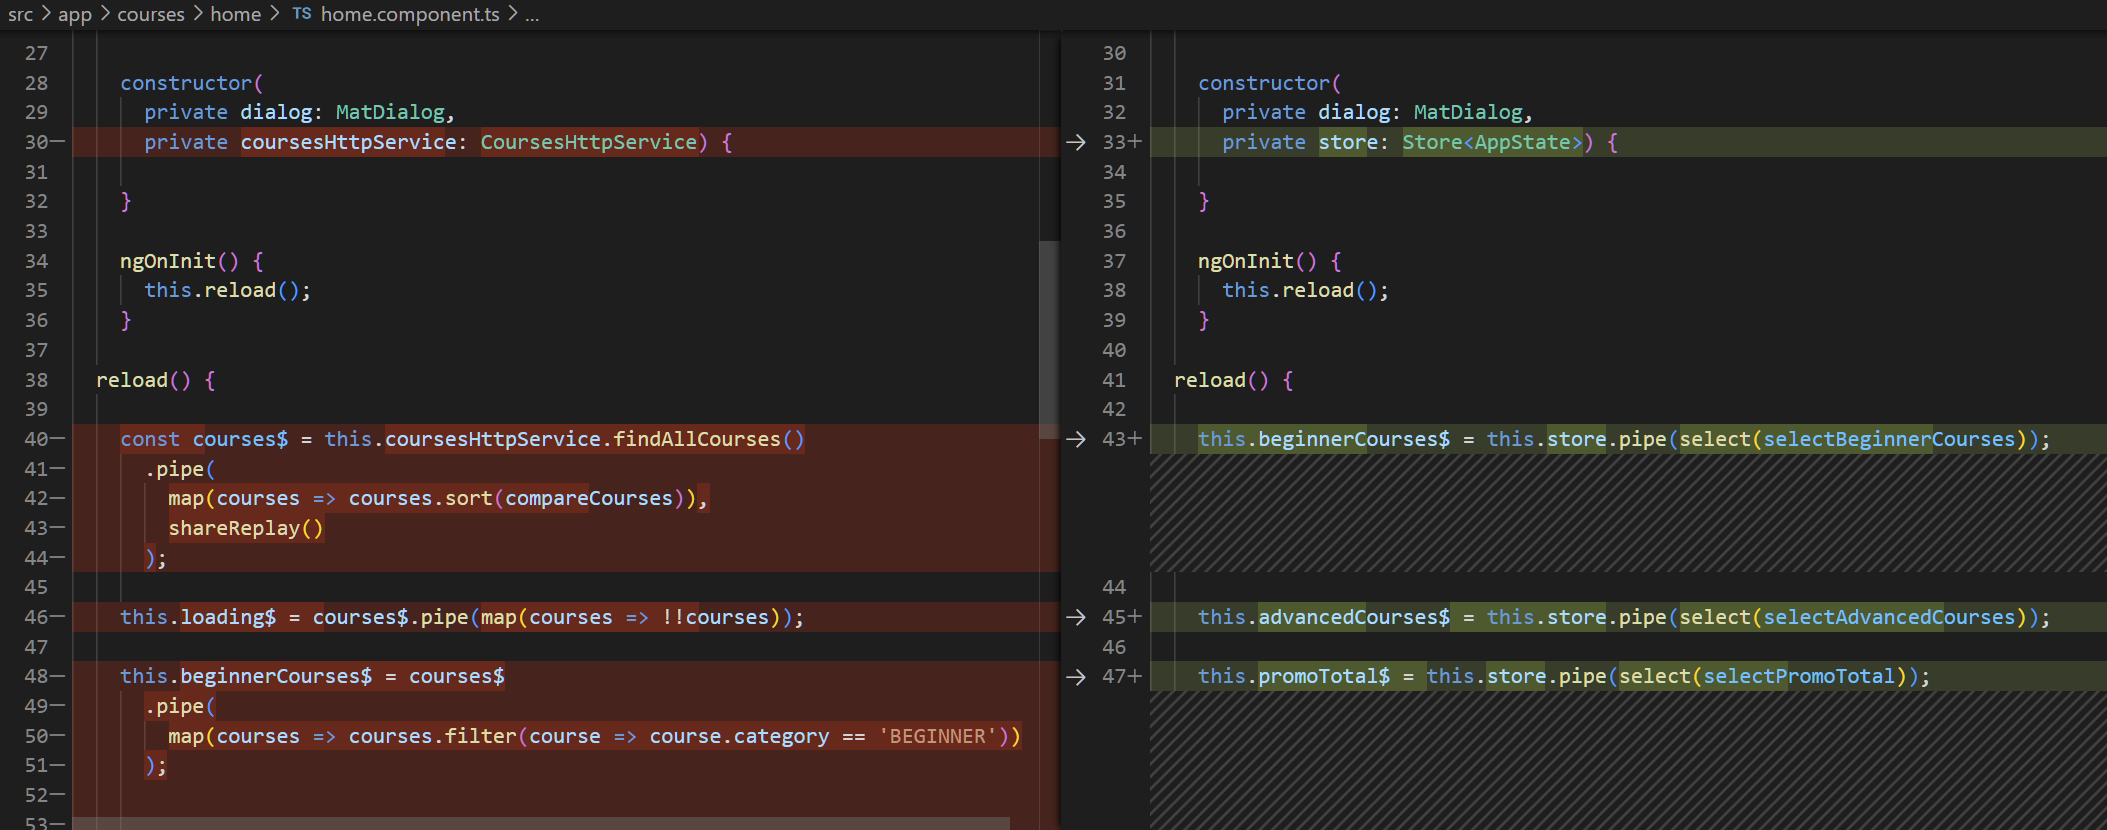 src > app > courses > home > TS home.component.ts > ...
27
28 constructor(
29 private dialog: MatDialog,
30— private coursesHttpService: CoursesHttpService) {
31
32 }
33
34 ngOnInit() {
35 this.reload();
36 }
37
38 reload() {
39
40— const courses$ = this.coursesHttpService.findAllCourses()
41— .pipe(
42— map(courses => courses.sort(compareCourses)),
43— shareReplay()
44— );
45
46— this.loading$ = courses$.pipe(map(courses => !!courses));
47
48— this.beginnerCourses$ = courses$
49— .pipe(
50— map(courses => courses.filter(course => course.category == 'BEGINNER'))
51— );
52—
53—
30
31 constructor(
32 private dialog: MatDialog,
→ 33+ private store: Store<AppState>) {
34
35 }
36
37 ngOnInit() {
38 this.reload();
39 }
40
41 reload() {
42
→ 43+ this.beginnerCourses$ = this.store.pipe(select(selectBeginnerCourses));
44
→ 45+ this.advancedCourses$ = this.store.pipe(select(selectAdvancedCourses));
46
→ 47+ this.promoTotal$ = this.store.pipe(select(selectPromoTotal));